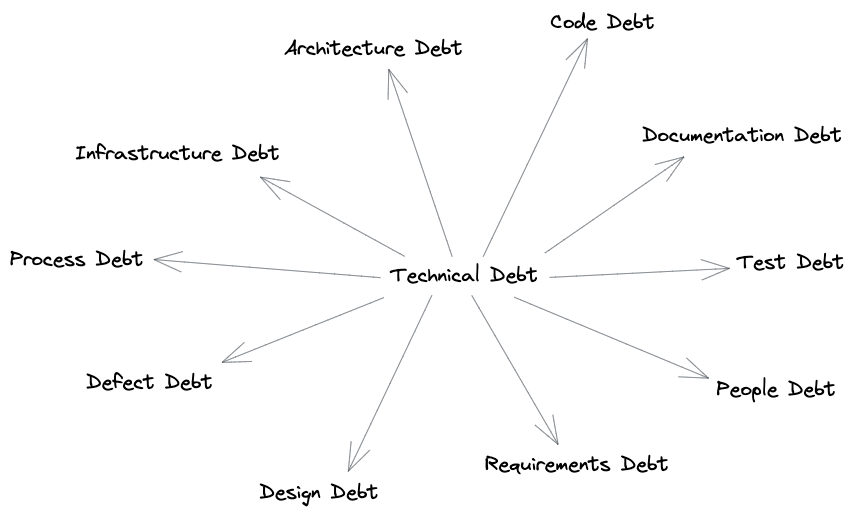 Code Debt
Architecture Debt
Documentation Debt
Infrastructure Debt
Process Debt
Technical Debt
Test Debt
Defect Debt
People Debt
Requirements Debt
Design Debt